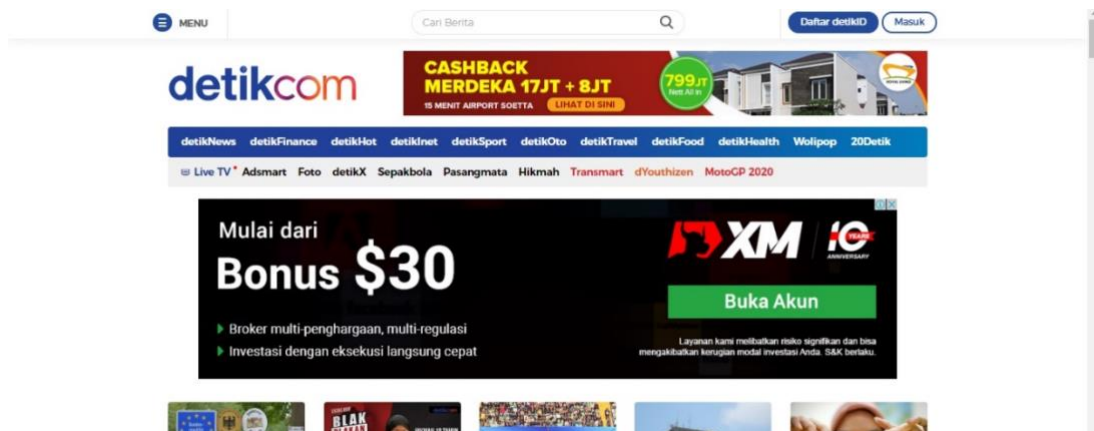 MENU
Cari Berita
Daftar detikID
Masuk
detikcom
CASHBACK
MERDEKA 17JT + 8JT
15 MENIT AIRPORT SOETTA LIHAT DI SINI
799JT
Nett All in
detikNews detikFinance detikHot detikInet detikSport detikOto detikTravel detikFood detikHealth Wolipop 20Detik
Live TV Adsmart Foto detikX Sepakbola Pasangmata Hikmah Transmart dYouthizen MotoGP 2020
Mulai dari
Bonus $30
Broker multi-penghargaan, multi-regulasi
Investasi dengan eksekusi langsung cepat
XM 10
YEARS
ANNIVERSARY
Buka Akun
Layanan kami melibatkan risiko signifikan dan bisa
mengakibatkan kerugian modal investasi Anda. S&K berlaku.
BLAK